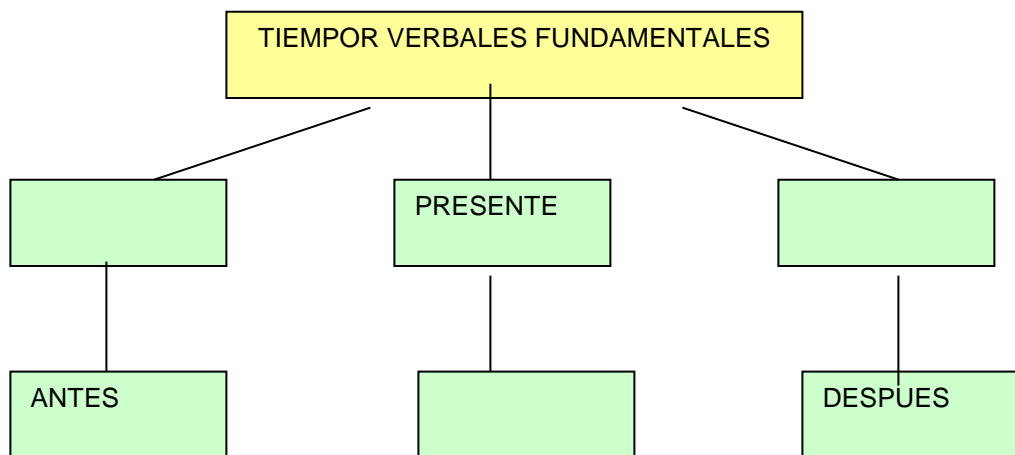 TIEMPOR VERBALES FUNDAMENTALES
PRESENTE
ANTES
DESPUES